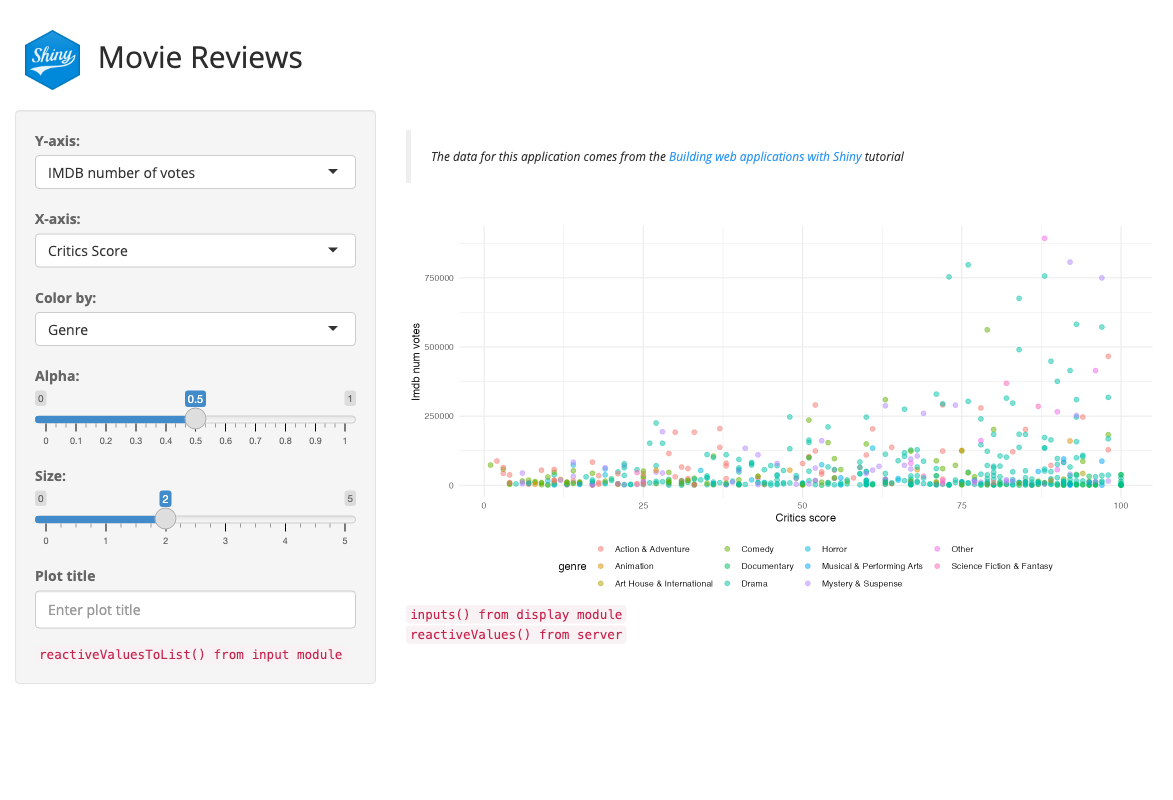 Shiny
Movie Reviews
Y-axis:
IMDB number of votes
X-axis:
Critics Score
Color by:
Genre
Alpha:
0 0.5 1
0 0.1 0.2 0.3 0.4 0.5 0.6 0.7 0.8 0.9 1
Size:
0 2 5
0 1 2 3 4 5
Plot title
Enter plot title
reactiveValuesToList() from input module
The data for this application comes from the Building web applications with Shiny tutorial
Imdb num votes
750000
500000
250000
0
0 25 50 75 100
Critics score
genre
Action & Adventure Comedy Horror Other
Animation Documentary Musical & Performing Arts Science Fiction & Fantasy
Art House & International Drama Mystery & Suspense
inputs() from display module
reactiveValues() from server